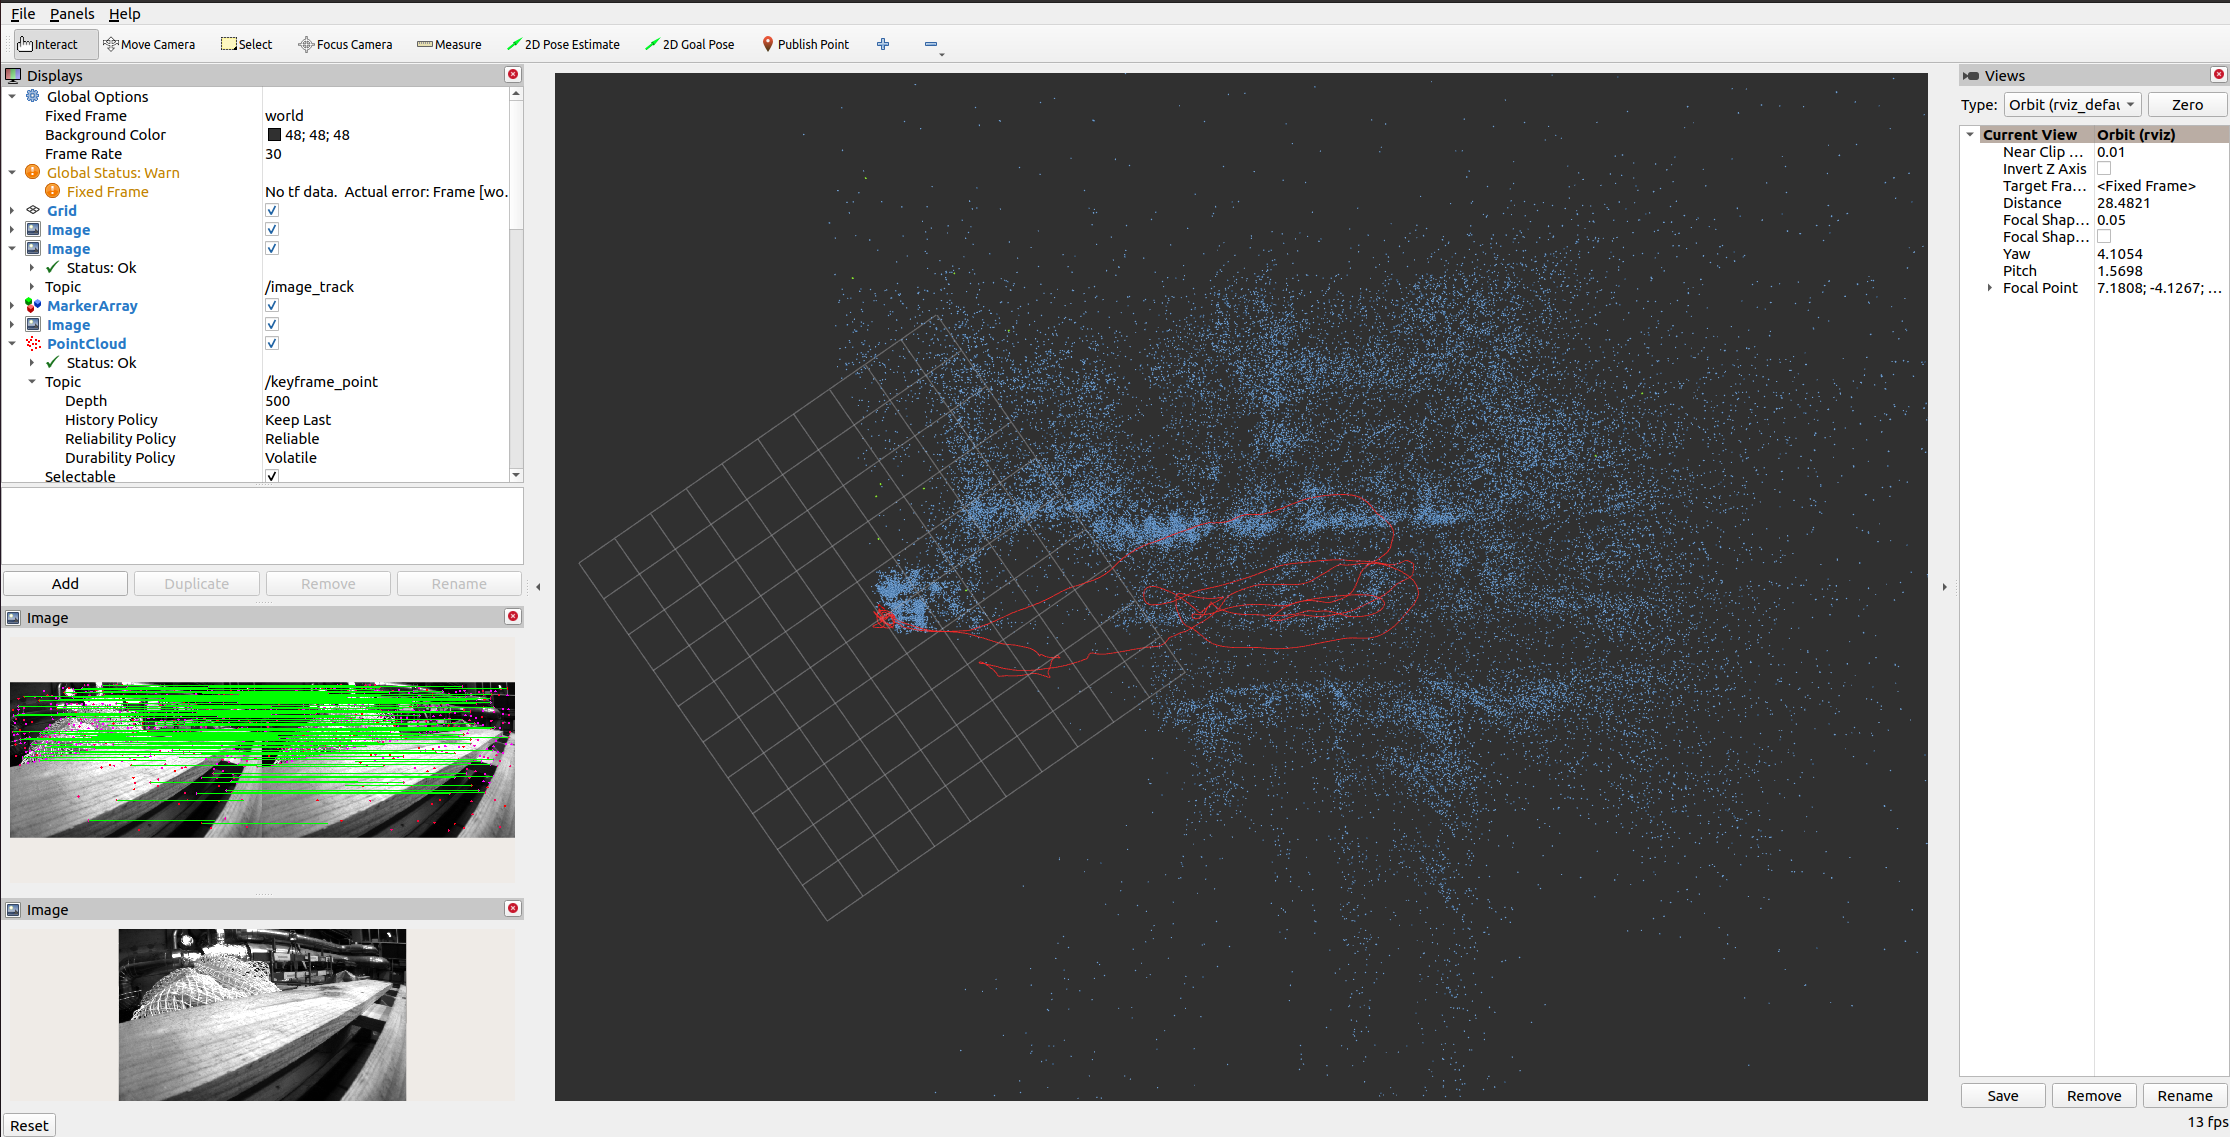 File Panels Help
Interact Move Camera Select Focus Camera Measure 2D Pose Estimate 2D Goal Pose Publish Point
Displays
Global Options
Fixed Frame world
Background Color 48; 48; 48
Frame Rate 30
Global Status: Warn
Fixed Frame No tf data. Actual error: Frame [wo..
Grid
Image
Image
Status: Ok
Topic /image_track
MarkerArray
Image
PointCloud
Status: Ok
Topic /keyframe_point
Depth 500
History Policy Keep Last
Reliability Policy Reliable
Durability Policy Volatile
Selectable
Add Duplicate Remove Rename
Image
Image
Reset
Views
Type: Orbit (rviz_defau Zero
Current View Orbit (rviz)
Near Clip ... 0.01
Invert Z Axis
Target Fra... <Fixed Frame>
Distance 28.4821
Focal Shap... 0.05
Focal Shap...
Yaw 4.1054
Pitch 1.5698
Focal Point 7.1808; -4.1267; ...
Save Remove Rename
13 fps